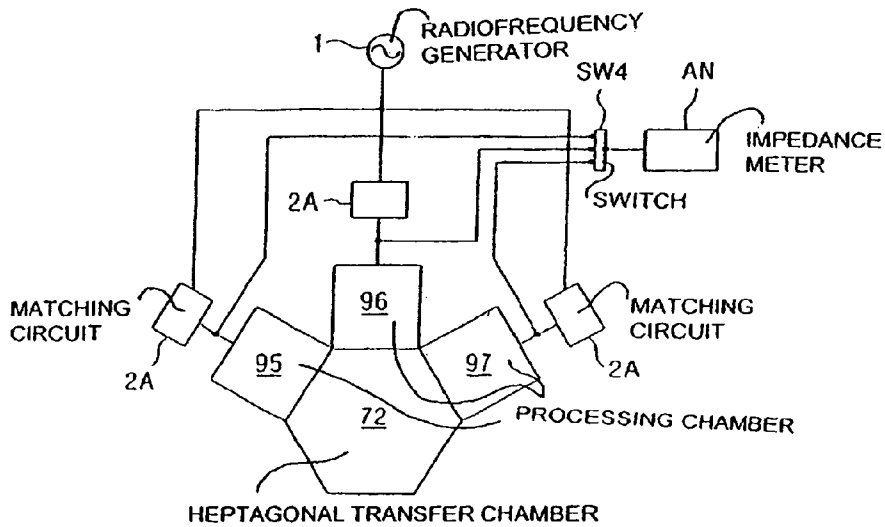 1
RADIOFREQUENCY
GENERATOR
SW4
AN
IMPEDANCE
METER
SWITCH
2A
MATCHING
CIRCUIT
2A
95
96
97
72
MATCHING
CIRCUIT
2A
PROCESSING CHAMBER
HEPTAGONAL TRANSFER CHAMBER